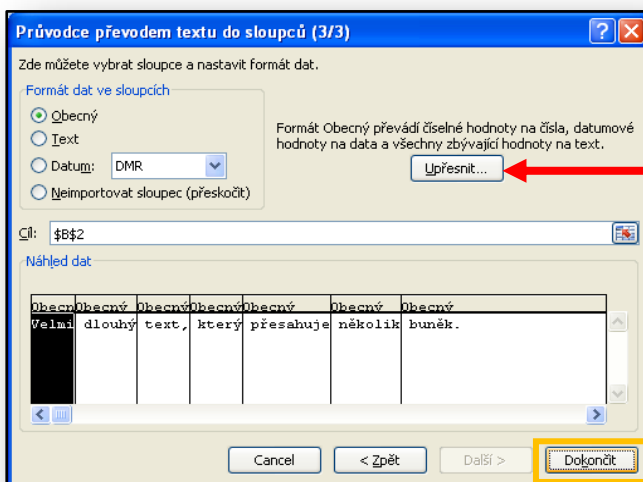 Průvodce převodem textu do sloupců (3/3)
Zde můžete vybrat sloupce a nastavit formát dat.
Formát dat ve sloupcích
Obecný
Text
Datum: DMR
Neimportovat sloupec (přeskočit)
Formát Obecný převádí číselné hodnoty na čísla, datumové
hodnoty na data a všechny zbývající hodnoty na text.
Upřesnit...
Cíl: $B$2
Náhled dat
Obecn Obecný Obecný Obecný Obecný Obecný Obecný
Velmi dlouhý text, který přesahuje několik buněk.
Cancel < Zpět Další > Dokončit